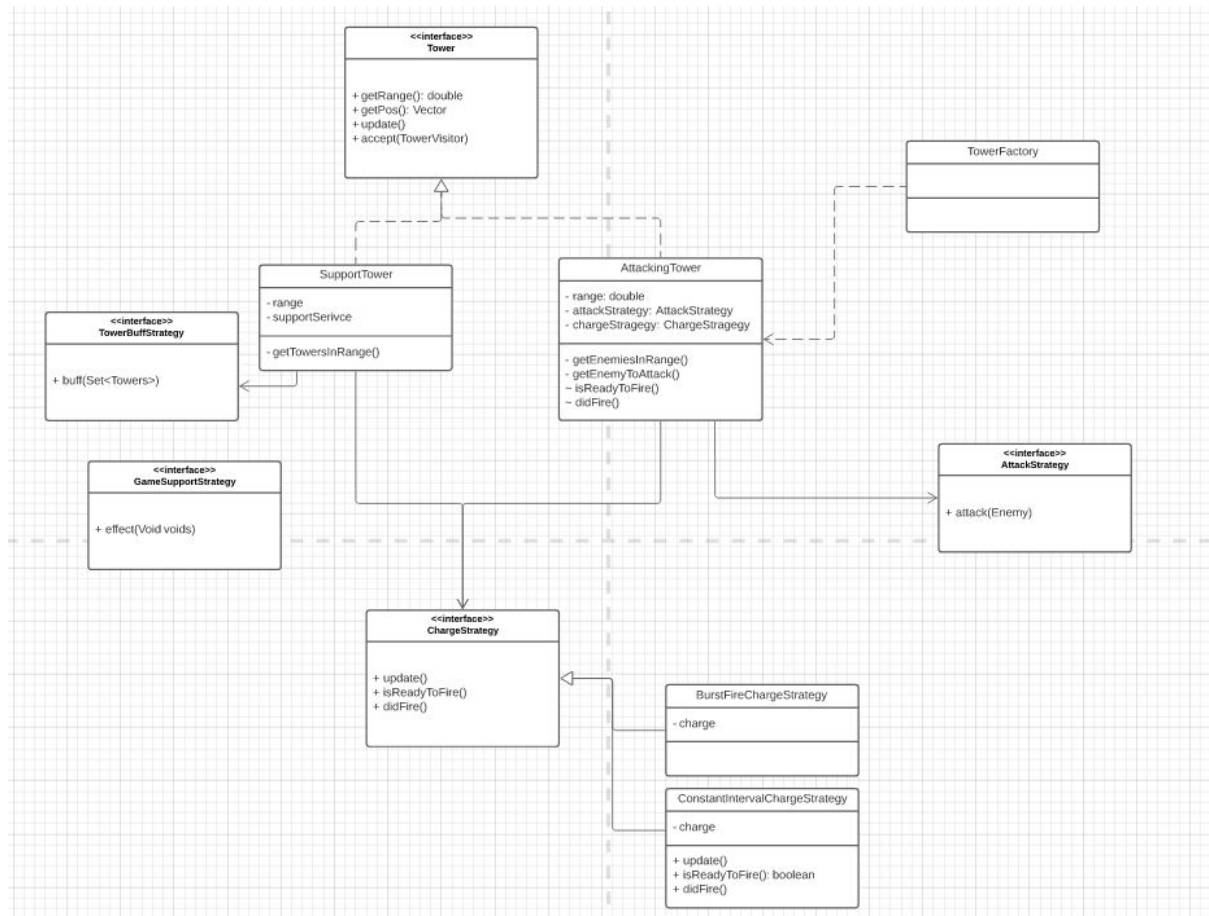 <<interface>>
Tower
+ getRange(): double
+ getPos(): Vector
+ update()
+ accept(TowerVisitor)
TowerFactory
SupportTower
- range
- supportSerivce
- getTowersInRange()
AttackingTower
- range: double
- attackStrategy: AttackStrategy
- chargeStragegy: ChargeStragegy
- getEnemiesInRange()
- getEnemyToAttack()
~ isReadyToFire()
~ didFire()
<<interface>>
TowerBuffStrategy
+ buff(Set<Towers>)
<<interface>>
GameSupportStrategy
+ effect(Void voids)
<<interface>>
AttackStrategy
+ attack(Enemy)
<<interface>>
ChargeStrategy
+ update()
+ isReadyToFire()
+ didFire()
BurstFireChargeStrategy
- charge
ConstantIntervalChargeStrategy
- charge
+ update()
+ isReadyToFire(): boolean
+ didFire()